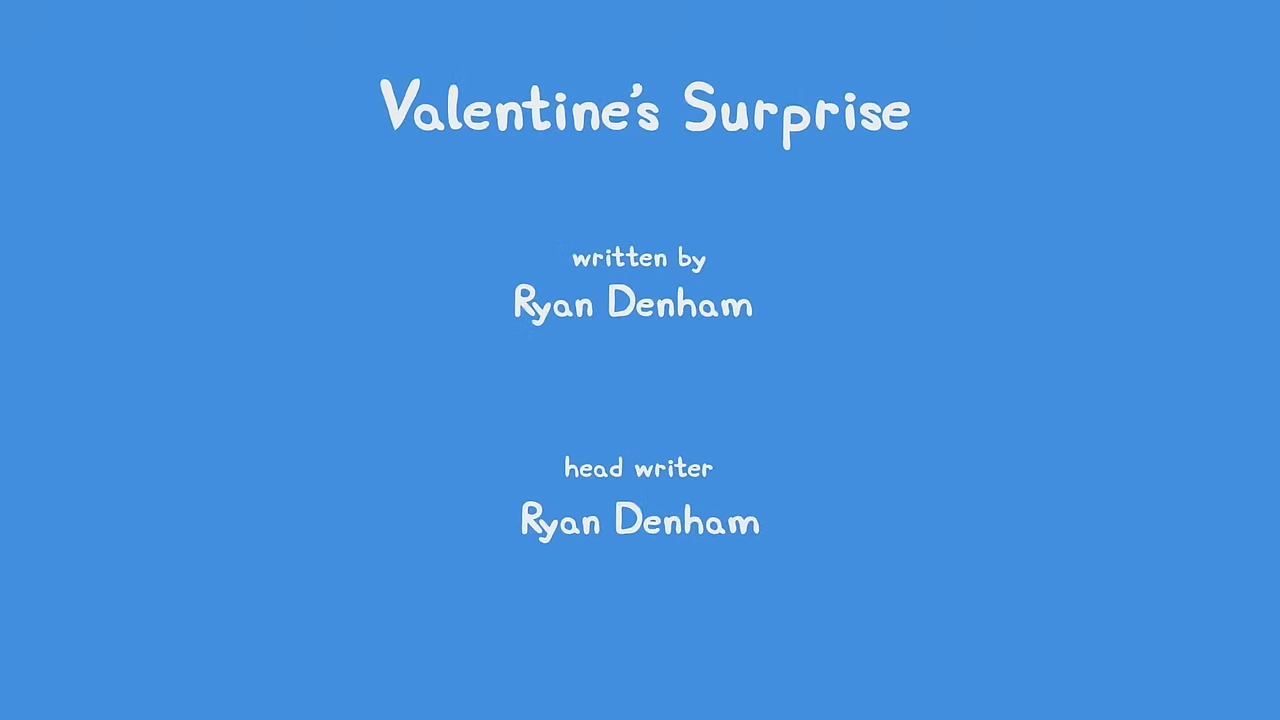 Valentine's Surprise
written by
Ryan Denham
head writer
Ryan Denham